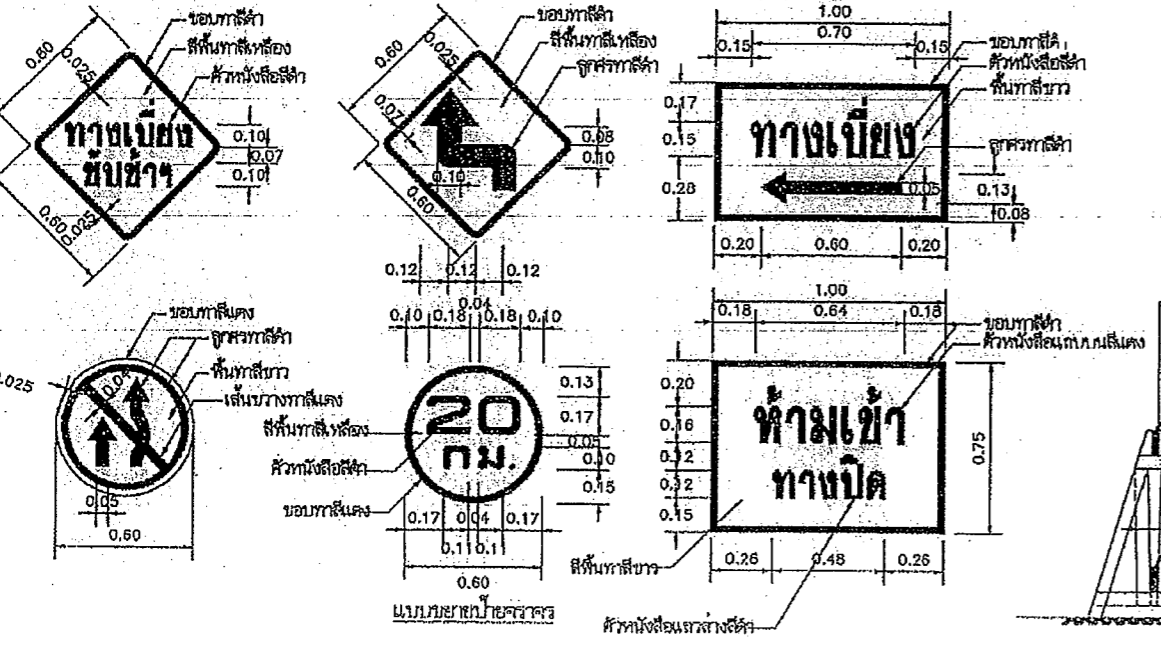 ขอบทาสีดำ
สีพื้นทาสีเหลือง
ตัวหนังสือสีดำ
0.60
0.025
ทางเบี่ยง
ขับช้าๆ
0.10
0.07
0.10
0.60
0.025
ขอบทาสีดำ
สีพื้นทาสีเหลือง
ลูกศรทาสีดำ
0.60
0.025
0.07
0.08
0.10
0.10
0.60
0.12 0.12 0.12
1.00
0.15 0.70 0.15
ขอบทาสีดำ
ตัวหนังสือสีดำ
พื้นทาสีขาว
ลูกศรทาสีดำ
0.17
0.15
0.28
ทางเบี่ยง
0.05
0.13
0.08
0.20 0.60 0.20
ขอบทาสีแดง
ลูกศรทาสีดำ
พื้นทาสีขาว
เส้นขวางทาสีแดง
0.025
0.05
0.60
0.04
0.10 0.18 0.18 0.10
20
กม.
สีพื้นทาสีเหลือง
ตัวหนังสือสีดำ
ขอบทาสีแดง
0.13
0.17
0.05
0.10
0.15
0.17 0.04 0.17
0.11 0.11
0.60
แบบขยายป้ายจราจร
1.00
0.18 0.64 0.18
ขอบทาสีดำ
ตัวหนังสือแถวบนสีแดง
0.20
0.16
0.12
0.12
0.15
ห้ามเข้า
ทางปิด
0.75
0.26 0.48 0.26
สีพื้นทาสีขาว
ตัวหนังสือแถวล่างสีดำ